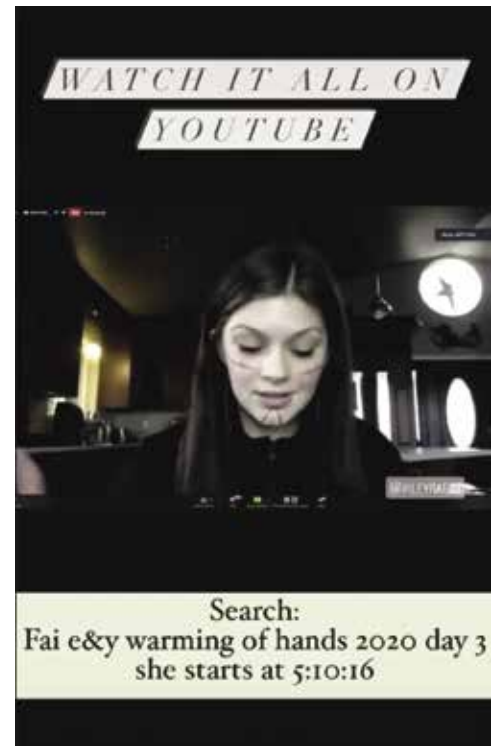 WATCH IT ALL ON
YOUTUBE
Search:
Fai e&y warming of hands 2020 day 3
she starts at 5:10:16